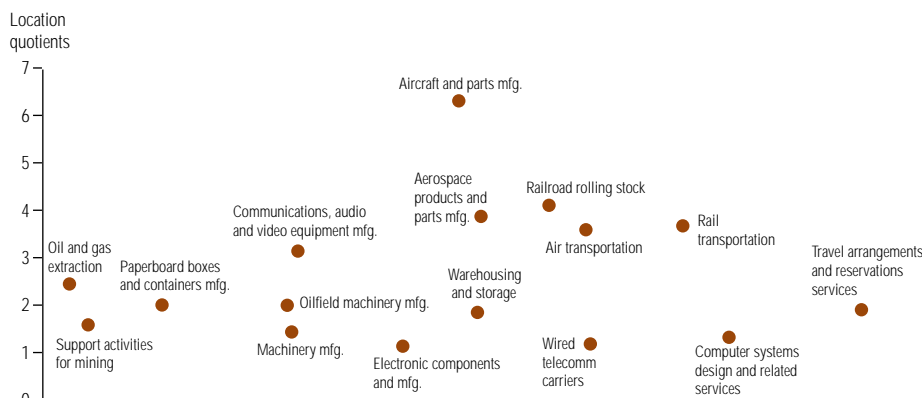 Location
quotients
7
Aircraft and parts mfg.
6
5
Aerospace
products and
parts mfg.
Railroad rolling stock
4
Communications, audio
and video equipment mfg.
Rail
transportation
Air transportation
3
Oil and gas
extraction
Paperboard boxes
and containers mfg.
Warehousing
and storage
Travel arrangements
and reservations
services
2
Oilfield machinery mfg.
Support activities
for mining
Machinery mfg.
1
Electronic components
and mfg.
Wired
telecomm
carriers
Computer systems
design and related
services
0